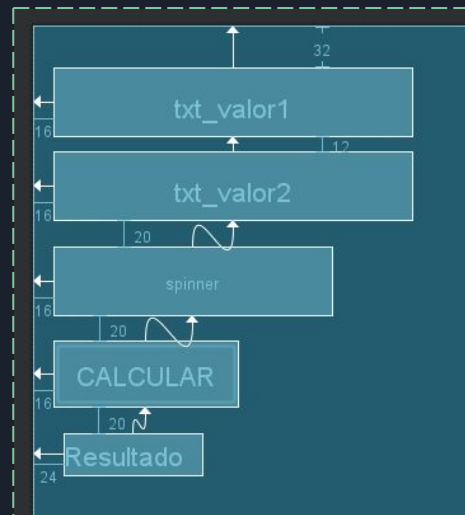 32
txt_valor1
16
12
txt_valor2
16
20
spinner
16
20
CALCULAR
16
20
Resultado
24